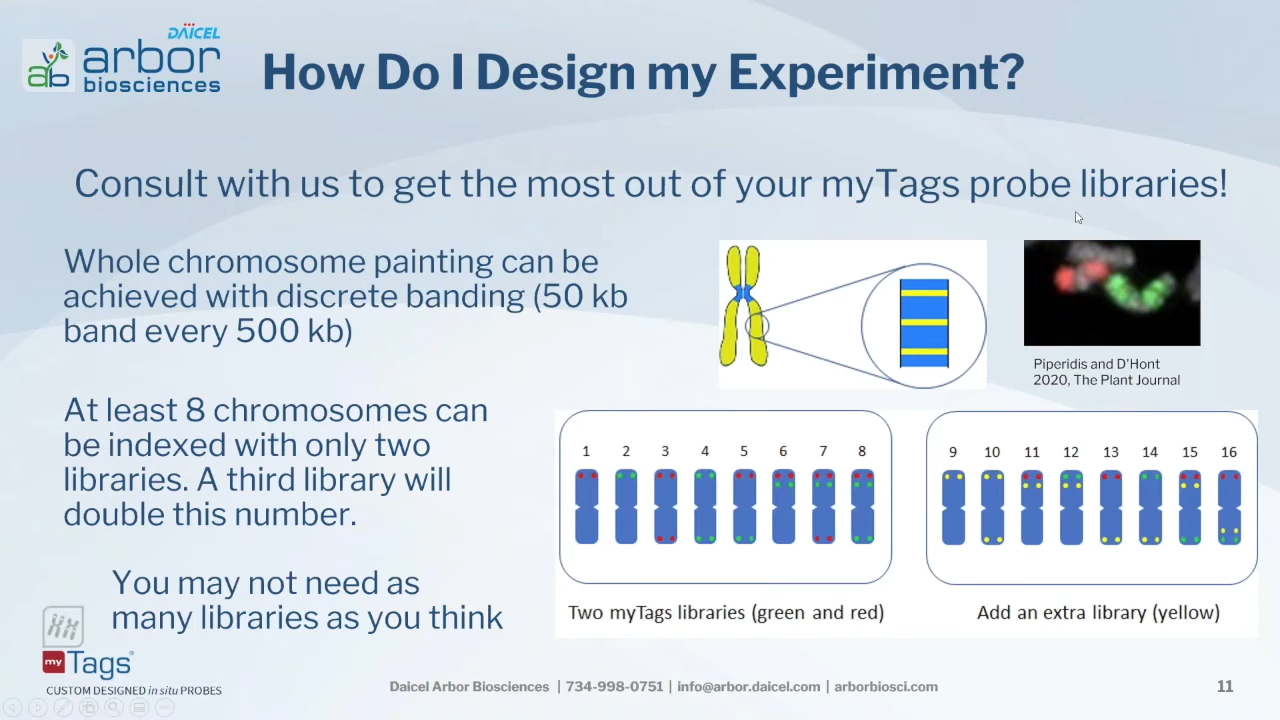 DAICEL
arbor
biosciences
ab
How Do I Design my Experiment?
Consult with us to get the most out of your myTags probe libraries!
Whole chromosome painting can be
achieved with discrete banding (50 kb
band every 500 kb)
Piperidis and D'Hont
2020, The Plant Journal
At least 8 chromosomes can
be indexed with only two
libraries. A third library will
double this number.
1 2 3 4 5 6 7 8
9 10 11 12 13 14 15 16
Two myTags libraries (green and red)
Add an extra library (yellow)
You may not need as
many libraries as you think
my Tags®
CUSTOM DESIGNED in situ PROBES
Daicel Arbor Biosciences | 734-998-0751 | info@arbor.daicel.com | arborbiosci.com
11